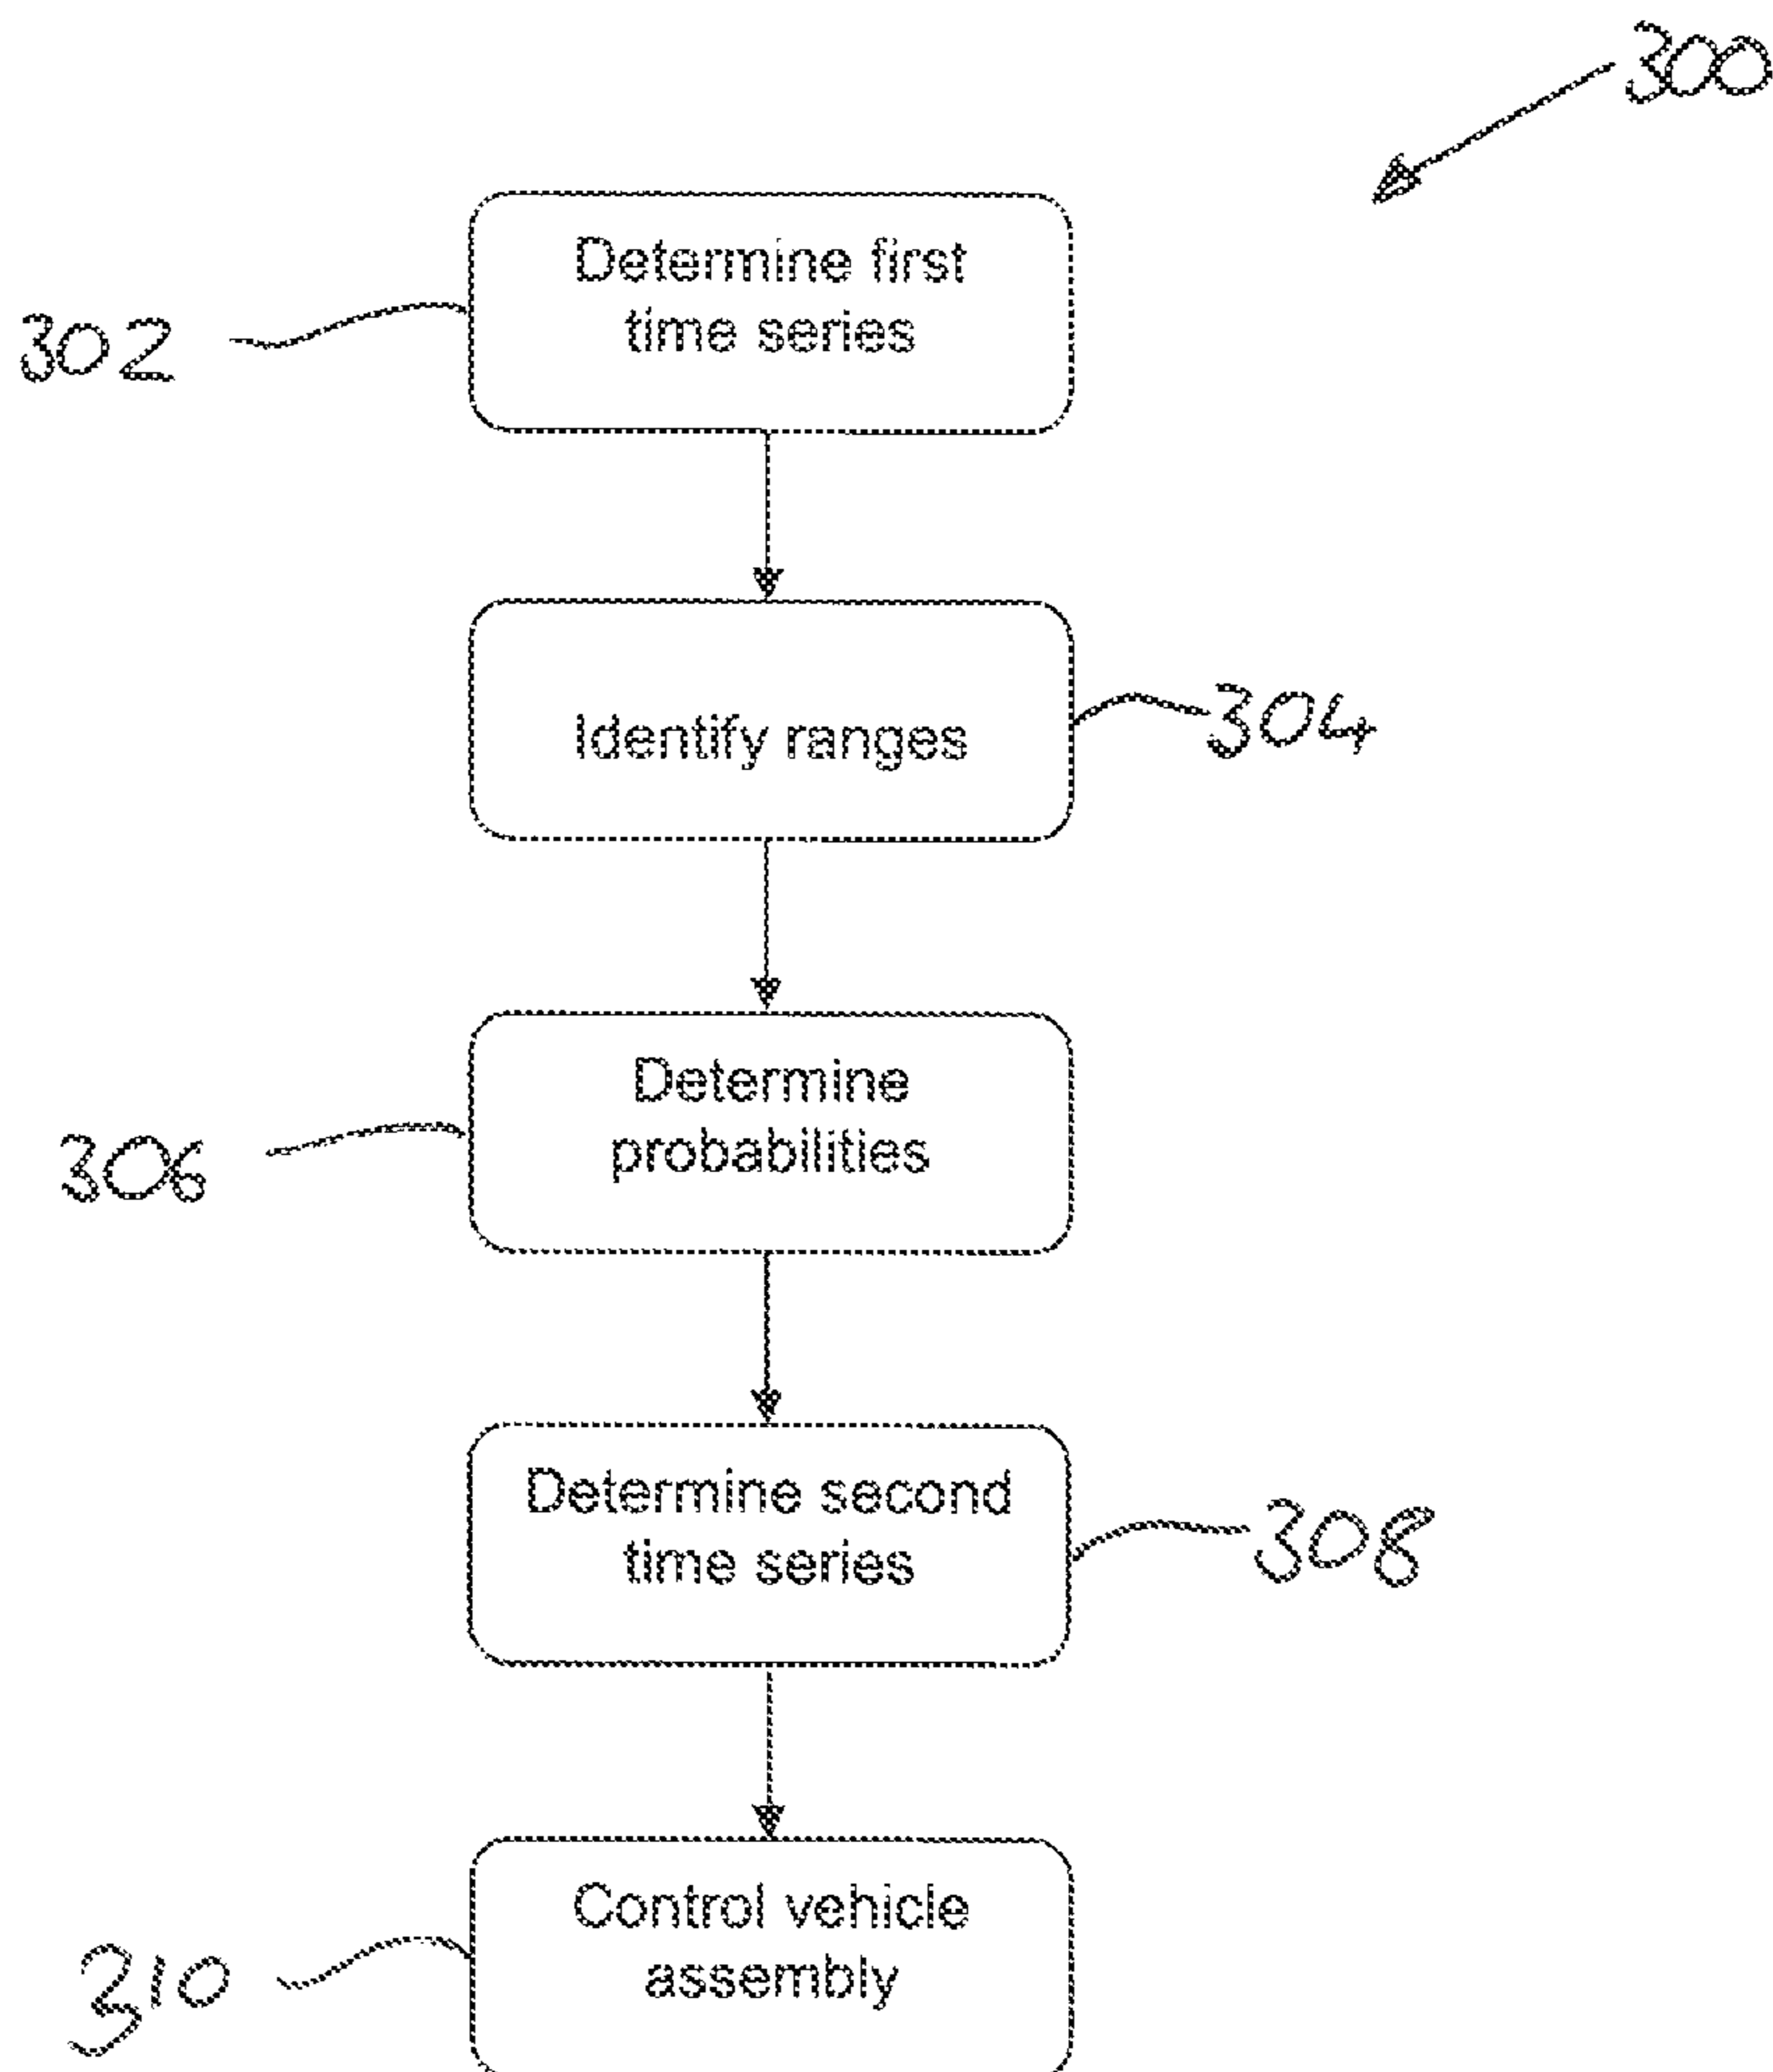 300
Determine first
time series
302
Identify ranges
304
Determine
probabilities
306
Determine second
time series
308
Control vehicle
assembly
310